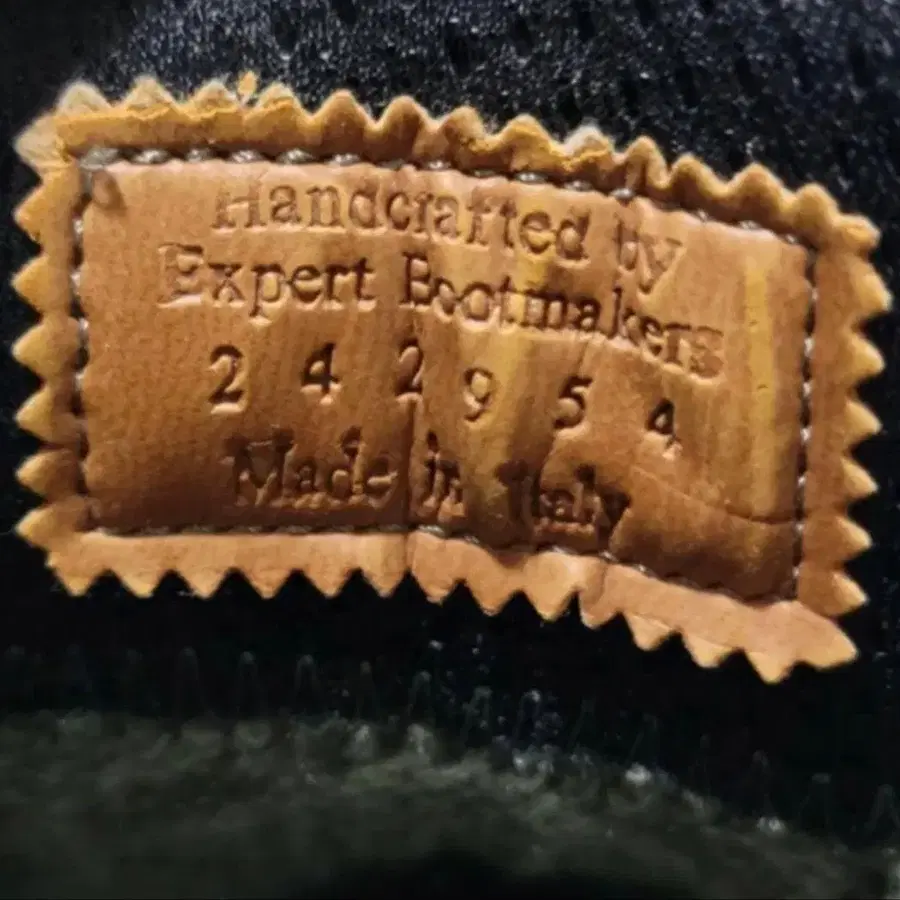 Handcrafted by
Expert Bootmakers
2 4 2 9 5 4
Made in Italy